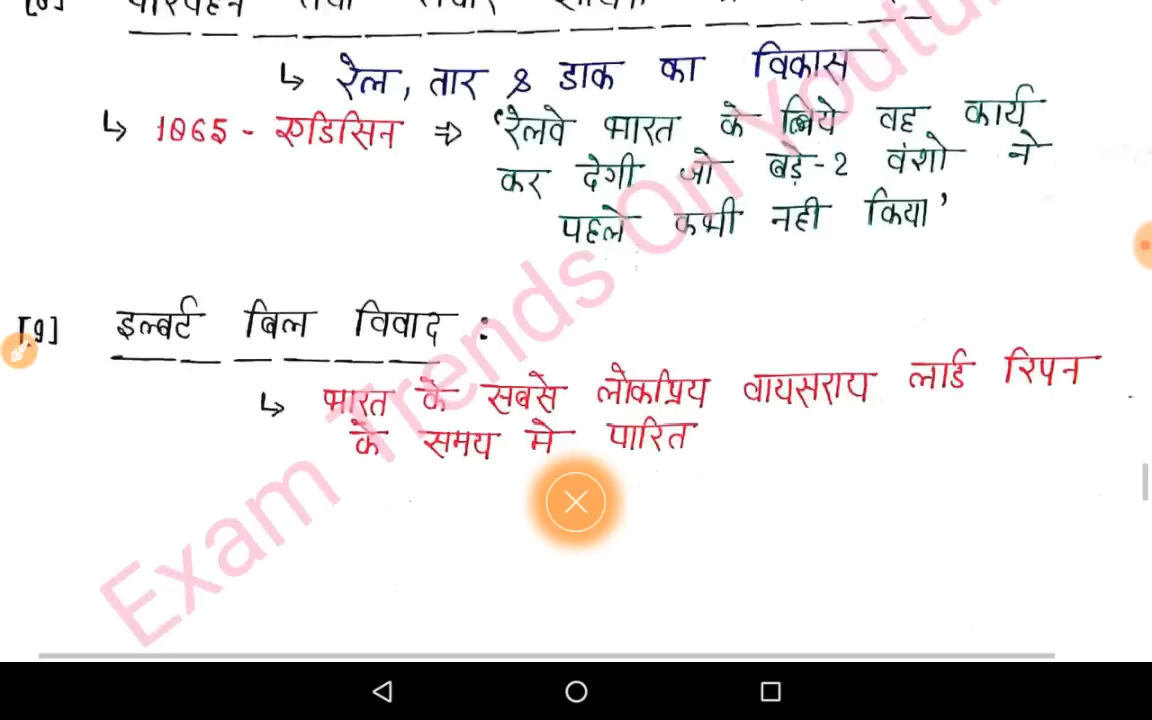 रेल, तार & डाक का विकास
1865 - एडिसिन ⇒ 'रेलवे भारत के लिये वह कार्य
कर देगी जो बड़े-2 वंशो ने
पहले कभी नही किया'
[9] इल्बर्ट बिल विवाद :
भारत के सबसे लोकप्रिय वायसराय लार्ड रिपन
के समय मे पारित
Exam Trends On Youtu